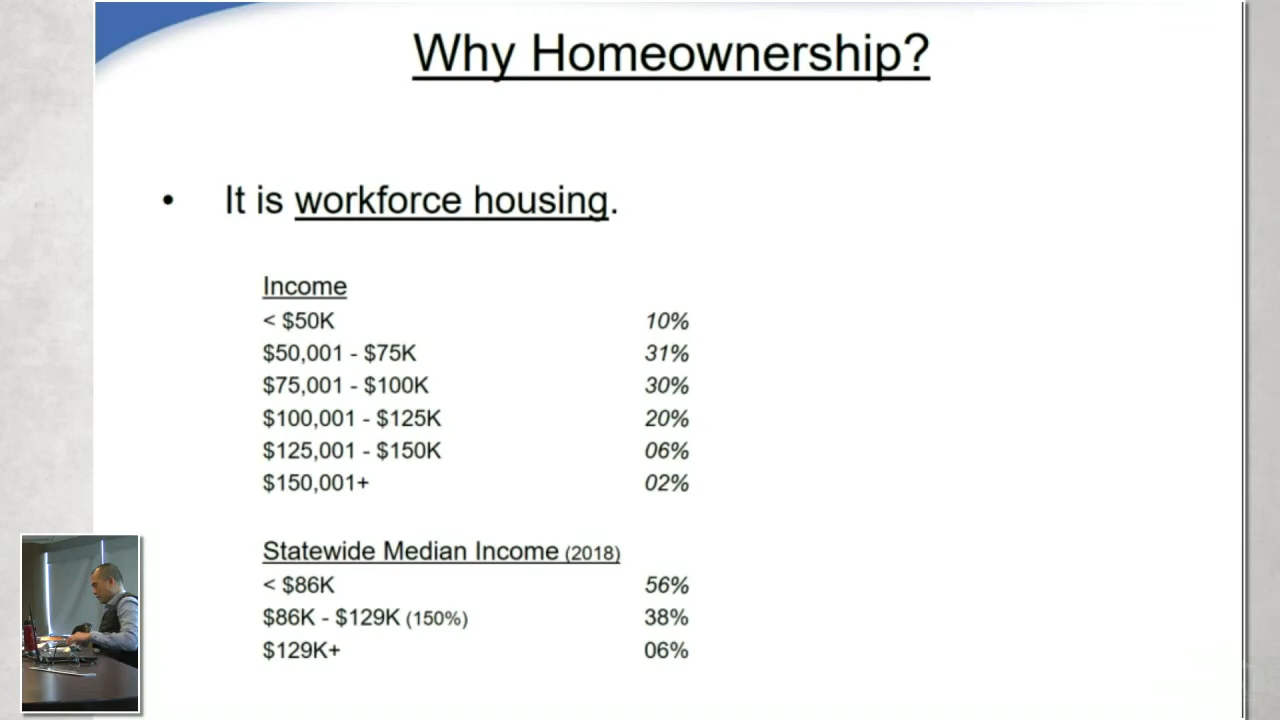 Why Homeownership?
• It is workforce housing.
Income
< $50K 10%
$50,001 - $75K 31%
$75,001 - $100K 30%
$100,001 - $125K 20%
$125,001 - $150K 06%
$150,001+ 02%
Statewide Median Income (2018)
< $86K 56%
$86K - $129K (150%) 38%
$129K+ 06%